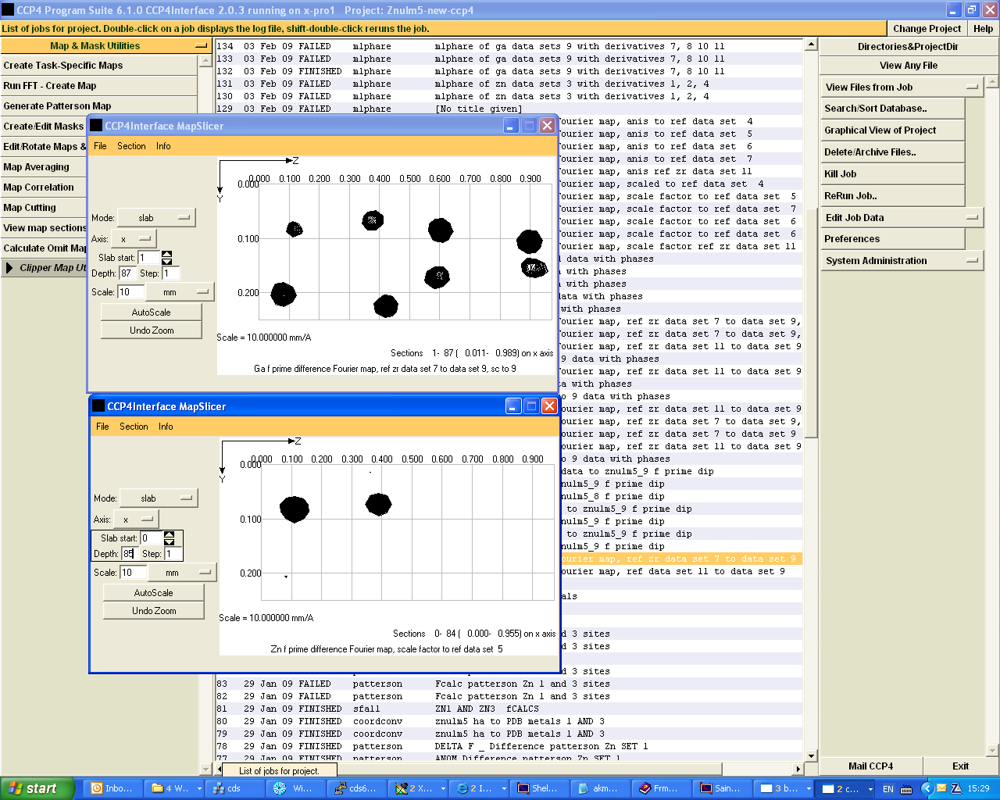 CCP4 Program Suite 6.1.0 CCP4Interface 2.0.3 running on x-pro1 Project: Znulm5-new-ccp4
List of jobs for project. Double-click on a job displays the log file, shift-double-click reruns the job.
Change Project
Help
Map & Mask Utilities
Create Task-Specific Maps
Run FFT - Create Map
Generate Patterson Map
Create/Edit Masks
Edit/Rotate Maps &
Map Averaging
Map Correlation
Map Cutting
View map sections
Calculate Omit Map
Clipper Map Ut
134 03 Feb 09 FAILED mlphare mlphare of ga data sets 9 with derivatives 7, 8 10 11
133 03 Feb 09 FAILED mlphare mlphare of ga data sets 9 with derivatives 7, 8 10 11
132 03 Feb 09 FINISHED mlphare mlphare of ga data sets 9 with derivatives 7, 8 10 11
131 03 Feb 09 FAILED mlphare mlphare of zn data sets 3 with derivatives 1, 2, 4
130 03 Feb 09 FAILED mlphare mlphare of zn data sets 3 with derivatives 1, 2, 4
129 03 Feb 09 FAILED mlphare [No title given]
Fourier map, anis to ref data set 4
Fourier map, anis to ref data set 5
Fourier map, anis to ref data set 6
Fourier map, anis to ref data set 7
Fourier map, anis ref zr data set 11
Fourier map, scaled to ref data set 4
Fourier map, scale factor to ref data set 5
Fourier map, scale factor to ref data set 7
Fourier map, scale factor to ref data set 6
Fourier map, scale factor to ref data set 6
Fourier map, scale factor ref zr data set 11
data with phases
with phases
with phases
data with phases
with phases
Fourier map, ref zr data set 7 to data set 9,
Fourier map, ref zr data set 7 to data set 9,
Fourier map, ref zr data set 11 to data set 9
9 data with phases
Fourier map, ref zr data set 11 to data set 9
ta with phases
to 9 data with phases
Fourier map, ref zr data set 11 to data set 9
Fourier map, ref zr data set 7 to data set 9,
Fourier map, ref zr data set 7 to data set 9
Fourier map, ref zr data set 11 to data set 9
to 9 data with phases
data to znulm5_9 f prime dip
nulm5_9 f prime dip
nulm5_8 f prime dip
to znulm5_9 f prime dip
nulm5_9 f prime dip
to znulm5_9 f prime dip
nulm5_9 f prime dip
ourier map, ref zr data set 7 to data set 9
ourier map, ref data set 11 to data set 9
als
d 3 sites
d 3 sites
d 3 sites
83 29 Jan 09 FAILED patterson Fcalc patterson Zn 1 and 3 sites
82 29 Jan 09 FAILED patterson Fcalc patterson Zn 1 and 3 sites
81 29 Jan 09 FINISHED sfall ZN1 AND ZN3 fCALCS
80 29 Jan 09 FINISHED coordconv znulm5 ha to PDB metals 1 AND 3
79 29 Jan 09 FINISHED coordconv znulm5 ha to PDB metals 1 AND 3
78 29 Jan 09 FINISHED patterson DELTA F _ Difference patterson Zn SET 1
77 29 Jan 09 FINISHED patterson ANOM Difference patterson Zn SET 1
List of jobs for project.
Directories&ProjectDir
View Any File
View Files from Job
Search/Sort Database..
Graphical View of Project
Delete/Archive Files..
Kill Job
ReRun Job..
Edit Job Data
Preferences
System Administration
Mail CCP4
Exit
CCP4Interface MapSlicer
File Section Info
Mode: slab
Axis: x
Slab start: 1
Depth: 87 Step: 1
Scale: 10 mm
AutoScale
Undo Zoom
Z
Y
0.000 0.100 0.200 0.300 0.400 0.500 0.600 0.700 0.800 0.900
0.000
0.100
0.200
Scale = 10.000000 mm/A
Sections 1- 87 ( 0.011- 0.989) on x axis
Ga f prime difference Fourier map, ref zr data set 7 to data set 9, sc to 9
CCP4Interface MapSlicer
File Section Info
Mode: slab
Axis: x
Slab start: 0
Depth: 85 Step: 1
Scale: 10 mm
AutoScale
Undo Zoom
Z
Y
0.000 0.100 0.200 0.300 0.400 0.500 0.600 0.700 0.800 0.900
0.000
0.100
0.200
Scale = 10.000000 mm/A
Sections 0- 84 ( 0.000- 0.955) on x axis
Zn f prime difference Fourier map, scale factor to ref data set 5
start
Inbo...
4 W...
cds
Wi...
cds6...
2 X...
2 I...
Shel...
akm...
Frm...
Sain...
3 b...
2 c...
EN
15:29